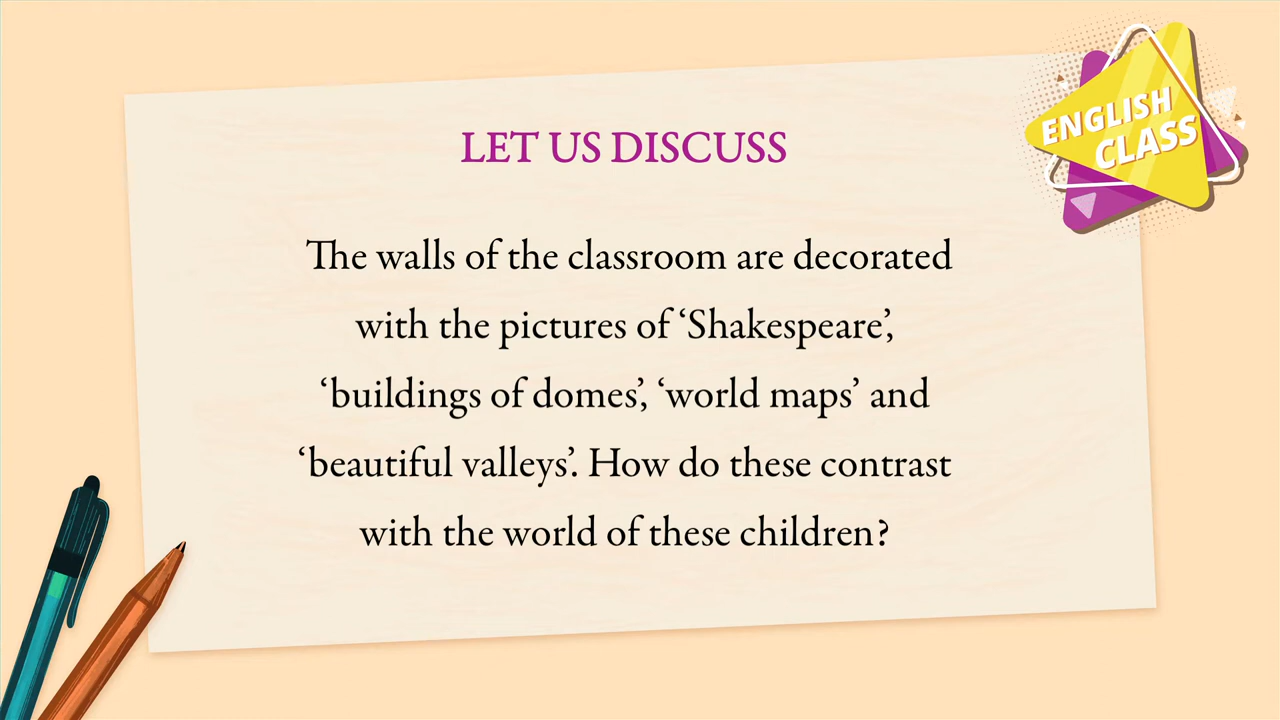 ENGLISH
CLASS
LET US DISCUSS
The walls of the classroom are decorated
with the pictures of ‘Shakespeare’,
‘buildings of domes’, ‘world maps’ and
‘beautiful valleys’. How do these contrast
with the world of these children?